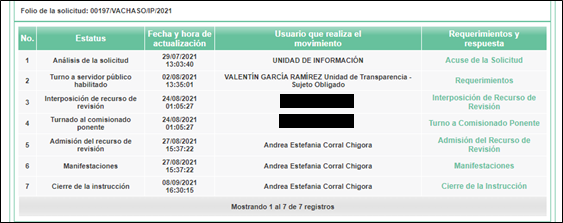 Folio de la solicitud: 00197/VACHASO/IP/2021
No. Estatus Fecha y hora de actualización Usuario que realiza el movimiento Requerimientos y respuesta
1 Análisis de la solicitud 29/07/2021 13:03:40 UNIDAD DE INFORMACIÓN Acuse de la Solicitud
2 Turno a servidor público habilitado 02/08/2021 13:35:01 VALENTÍN GARCÍA RAMÍREZ Unidad de Transparencia - Sujeto Obligado Requerimientos
3 Interposición de recurso de revisión 24/08/2021 01:05:27 Interposición de Recurso de Revisión
4 Turnado al comisionado ponente 24/08/2021 01:05:27 Turno a Comisionado Ponente
5 Admisión del recurso de revisión 27/08/2021 15:37:22 Andrea Estefania Corral Chigora Admisión del Recurso de Revisión
6 Manifestaciones 27/08/2021 15:37:22 Andrea Estefania Corral Chigora Manifestaciones
7 Cierre de la instrucción 08/09/2021 16:30:15 Andrea Estefania Corral Chigora Cierre de la Instrucción
Mostrando 1 al 7 de 7 registros